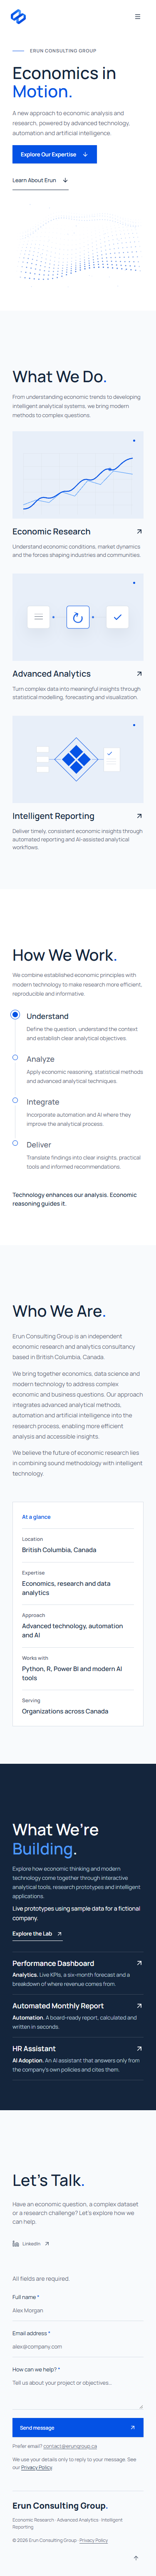 ERUN CONSULTING GROUP
Economics in
Motion.
A new approach to economic analysis and
research, powered by advanced technology,
automation and artificial intelligence.
Explore Our Expertise
Learn About Erun
What We Do.
From understanding economic trends to developing
intelligent analytical systems, we bring modern
methods to complex questions.
Economic Research
Understand economic conditions, market dynamics
and the forces shaping industries and communities.
Advanced Analytics
Turn complex data into meaningful insights through
statistical modelling, forecasting and visualization.
Intelligent Reporting
Deliver timely, consistent economic insights through
automated reporting and AI-assisted analytical
workflows.
How We Work.
We combine established economic principles with
modern technology to make research more efficient,
reproducible and informative.
Understand
Define the question, understand the context
and establish clear analytical objectives.
Analyze
Apply economic reasoning, statistical methods
and advanced analytical techniques.
Integrate
Incorporate automation and AI where they
improve the analytical process.
Deliver
Translate findings into clear insights, practical
tools and informed recommendations.
Technology enhances our analysis. Economic
reasoning guides it.
Who We Are.
Erun Consulting Group is an independent
economic research and analytics consultancy
based in British Columbia, Canada.
We bring together economics, data science and
modern technology to address complex
economic and business questions. Our approach
integrates advanced analytical methods,
automation and artificial intelligence into the
research process, enabling more efficient
analysis and accessible insights.
We believe the future of economic research lies
in combining sound methodology with intelligent
technology.
At a glance
Location
British Columbia, Canada
Expertise
Economics, research and data
analytics
Approach
Advanced technology, automation
and AI
Works with
Python, R, Power BI and modern AI
tools
Serving
Organizations across Canada
What We're
Building.
Explore how economic thinking and modern
technology come together through interactive
analytical tools, research prototypes and intelligent
applications.
Live prototypes using sample data for a fictional
company.
Explore the Lab
Performance Dashboard
Analytics. Live KPIs, a six-month forecast and a
breakdown of where revenue comes from.
Automated Monthly Report
Automation. A board-ready report, calculated and
written in seconds.
HR Assistant
AI Adoption. An AI assistant that answers only from
the company's own policies and cites them.
Let's Talk.
Have an economic question, a complex dataset
or a research challenge? Let's explore how we
can help.
LinkedIn
All fields are required.
Full name *
Alex Morgan
Email address *
alex@company.com
How can we help? *
Tell us about your project or objectives...
Send message
Prefer email? contact@erungroup.ca
We use your details only to reply to your message. See
our Privacy Policy.
Erun Consulting Group.
Economic Research · Advanced Analytics · Intelligent
Reporting
© 2026 Erun Consulting Group · Privacy Policy